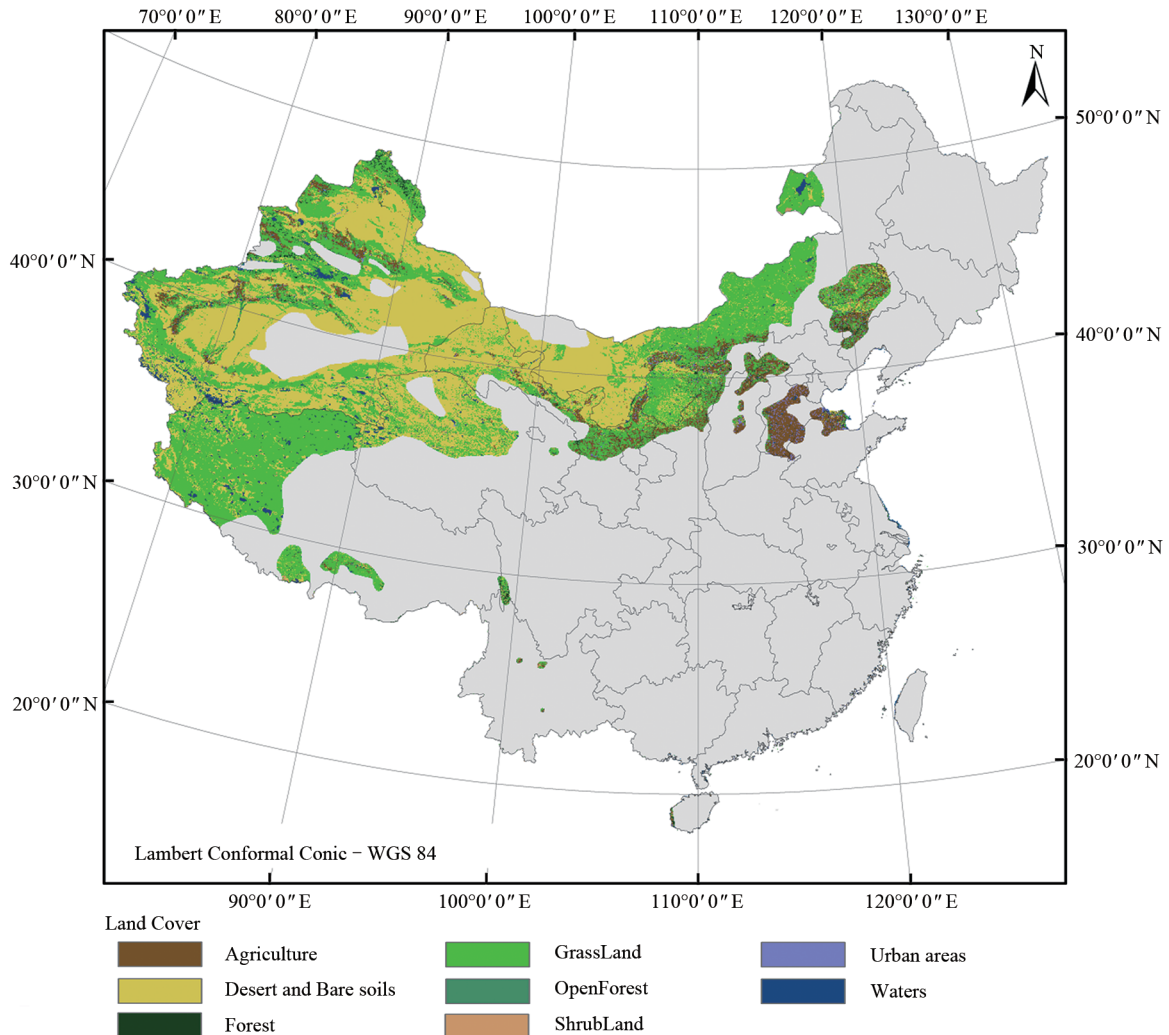 70°0′0″E 80°0′0″E 90°0′0″E 100°0′0″E 110°0′0″E 120°0′0″E 130°0′0″E
N
50°0′0″N
40°0′0″N
40°0′0″N
30°0′0″N
30°0′0″N
20°0′0″N
20°0′0″N
Lambert Conformal Conic − WGS 84
90°0′0″E 100°0′0″E 110°0′0″E 120°0′0″E
Land Cover
Agriculture GrassLand Urban areas
Desert and Bare soils OpenForest Waters
Forest ShrubLand